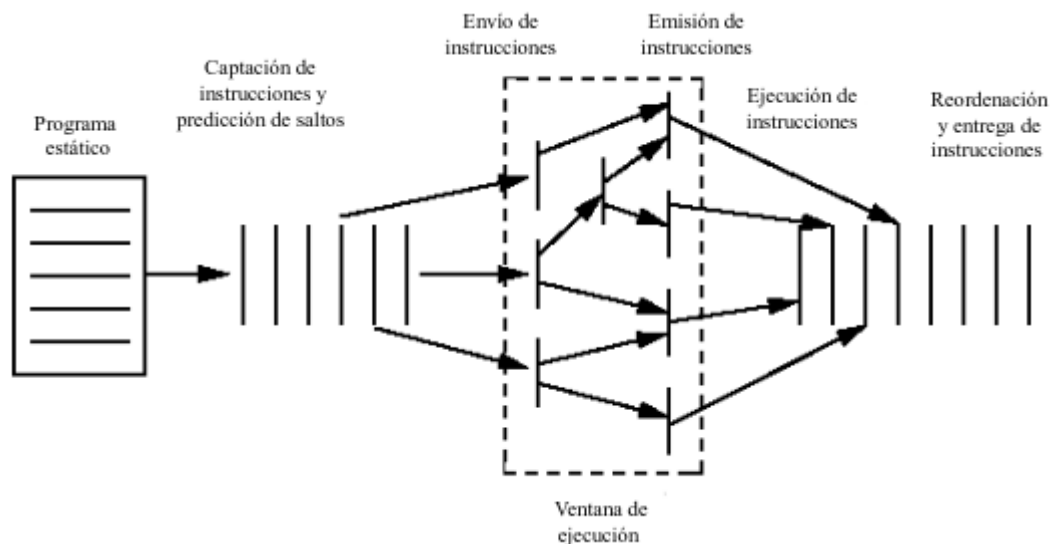 Programa
estático
Captación de
instrucciones y
predicción de saltos
Envío de
instrucciones
Emisión de
instrucciones
Ejecución de
instrucciones
Reordenación
y entrega de
instrucciones
Ventana de
ejecución